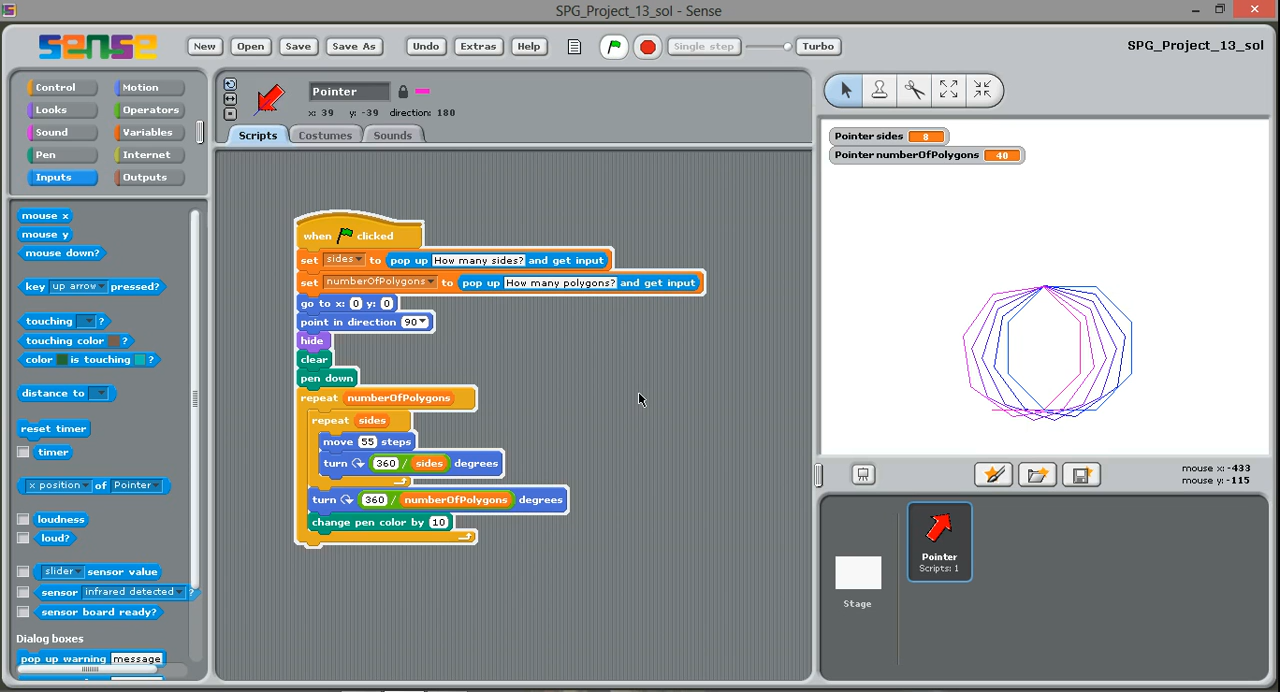 SPG_Project_13_sol - Sense
sense
New Open Save Save As Undo Extras Help Single step Turbo SPG_Project_13_sol
Control Motion
Looks Operators
Sound Variables
Pen Internet
Inputs Outputs
Pointer
x: 39 y: -39 direction: 180
Scripts Costumes Sounds
mouse x
mouse y
mouse down?
key up arrow pressed?
touching ?
touching color ?
color is touching ?
distance to
reset timer
timer
x position of Pointer
loudness
loud?
slider sensor value
sensor infrared detected ?
sensor board ready?
Dialog boxes
pop up warning message
when clicked
set sides to pop up How many sides? and get input
set numberOfPolygons to pop up How many polygons? and get input
go to x: 0 y: 0
point in direction 90
hide
clear
pen down
repeat numberOfPolygons
repeat sides
move 55 steps
turn 360 / sides degrees
turn 360 / numberOfPolygons degrees
change pen color by 10
Pointer sides 8
Pointer numberOfPolygons 40
mouse x: -433
mouse y: -115
Pointer
Scripts: 1
Stage